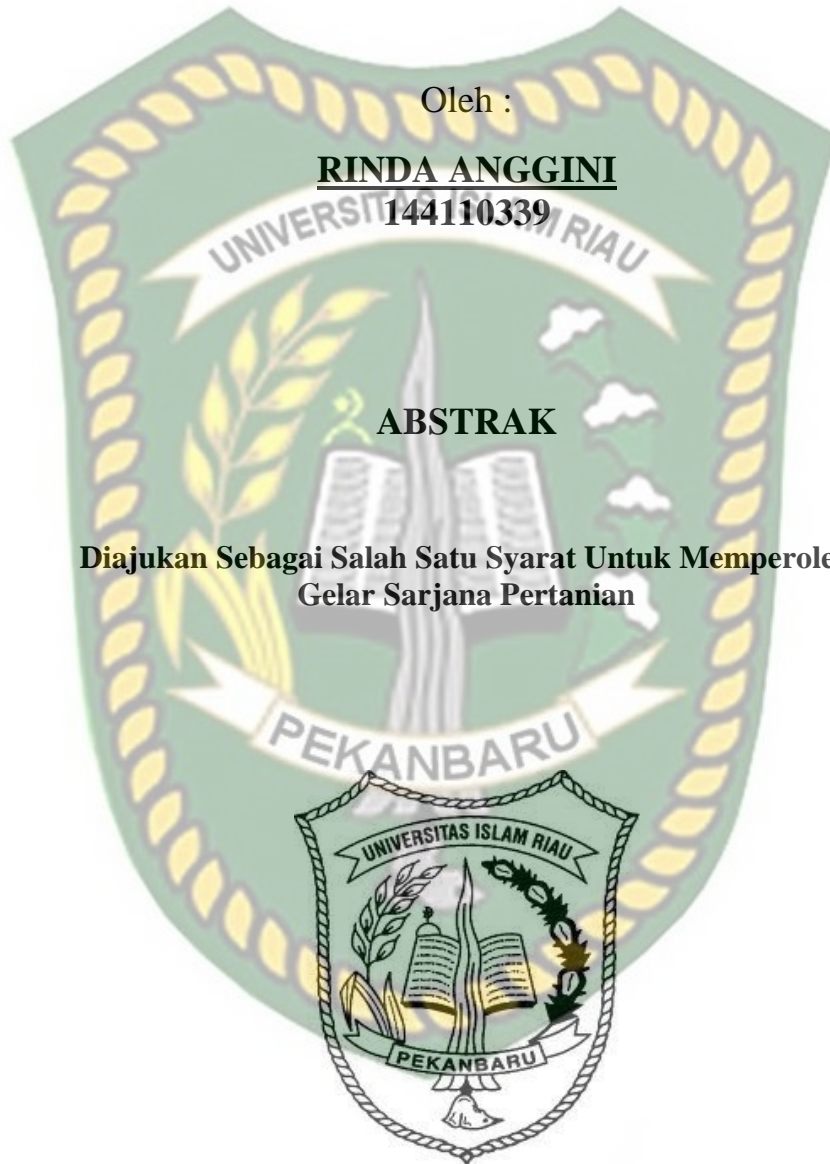 Oleh :
RINDA ANGGINI
144110339
UNIVERSITAS ISLAM RIAU
ABSTRAK
Diajukan Sebagai Salah Satu Syarat Untuk Memperole
Gelar Sarjana Pertanian
PEKANBARU
UNIVERSITAS ISLAM RIAU
PEKANBARU